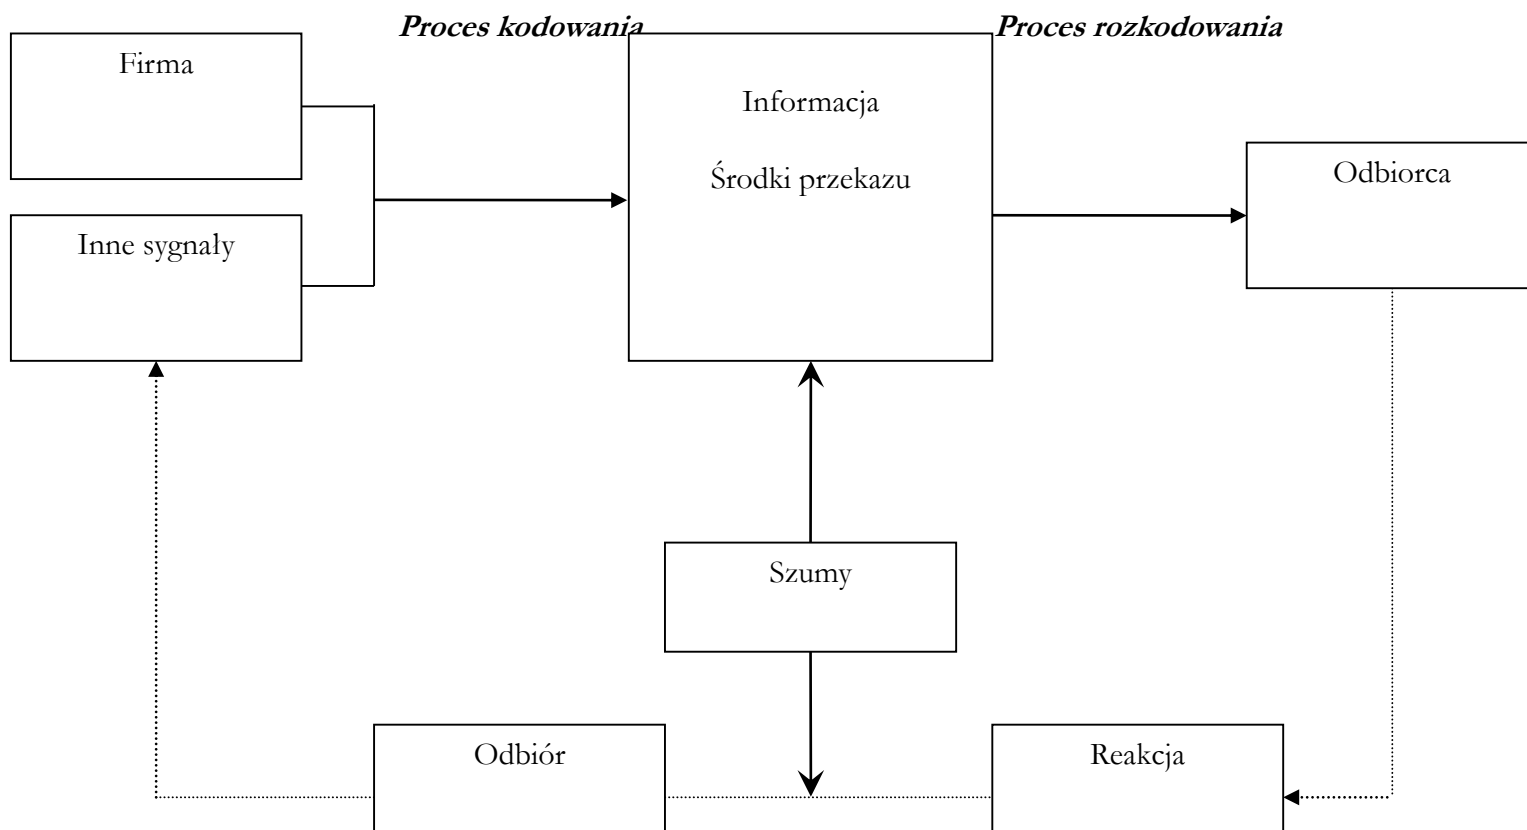 Proces kodowania
Proces rozkodowania
Firma
Informacja
Środki przekazu
Odbiorca
Inne sygnały
Szumy
Odbiór
Reakcja